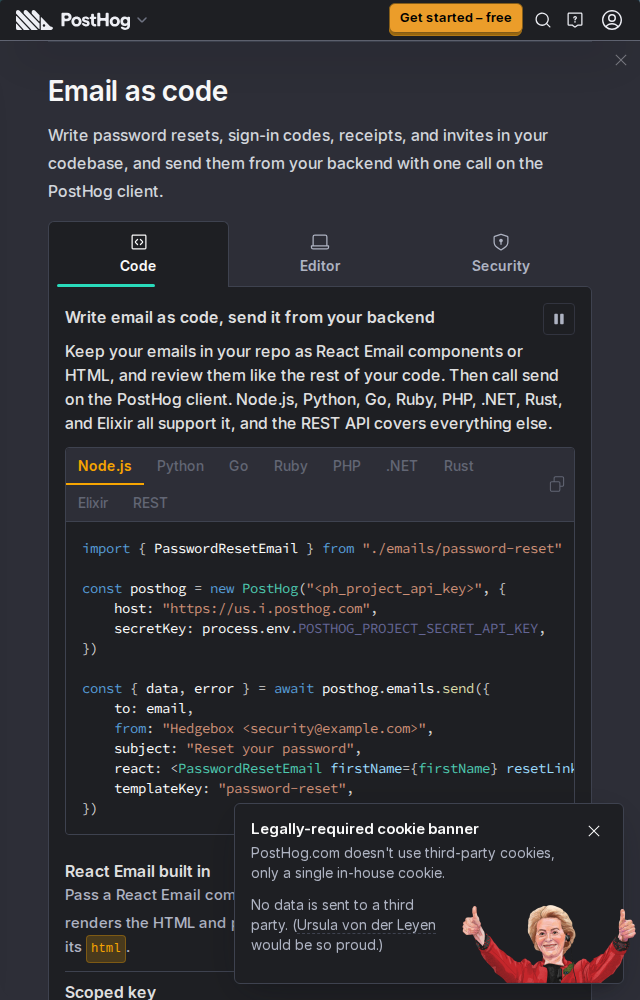 PostHog
Get started – free
Email as code
Write password resets, sign-in codes, receipts, and invites in your
codebase, and send them from your backend with one call on the
PostHog client.
Code
Editor
Security
Write email as code, send it from your backend
Keep your emails in your repo as React Email components or
HTML, and review them like the rest of your code. Then call send
on the PostHog client. Node.js, Python, Go, Ruby, PHP, .NET, Rust,
and Elixir all support it, and the REST API covers everything else.
Node.js Python Go Ruby PHP .NET Rust
Elixir REST
import { PasswordResetEmail } from "./emails/password-reset"
const posthog = new PostHog("<ph_project_api_key>", {
host: "https://us.i.posthog.com",
secretKey: process.env.POSTHOG_PROJECT_SECRET_API_KEY,
})
const { data, error } = await posthog.emails.send({
to: email,
from: "Hedgebox <security@example.com>",
subject: "Reset your password",
react: <PasswordResetEmail firstName={firstName} resetLink
templateKey: "password-reset",
})
React Email built in
Pass a React Email com
renders the HTML and
its html.
Scoped key
Legally-required cookie banner
PostHog.com doesn't use third-party cookies,
only a single in-house cookie.
No data is sent to a third
party. (Ursula von der Leyen
would be so proud.)